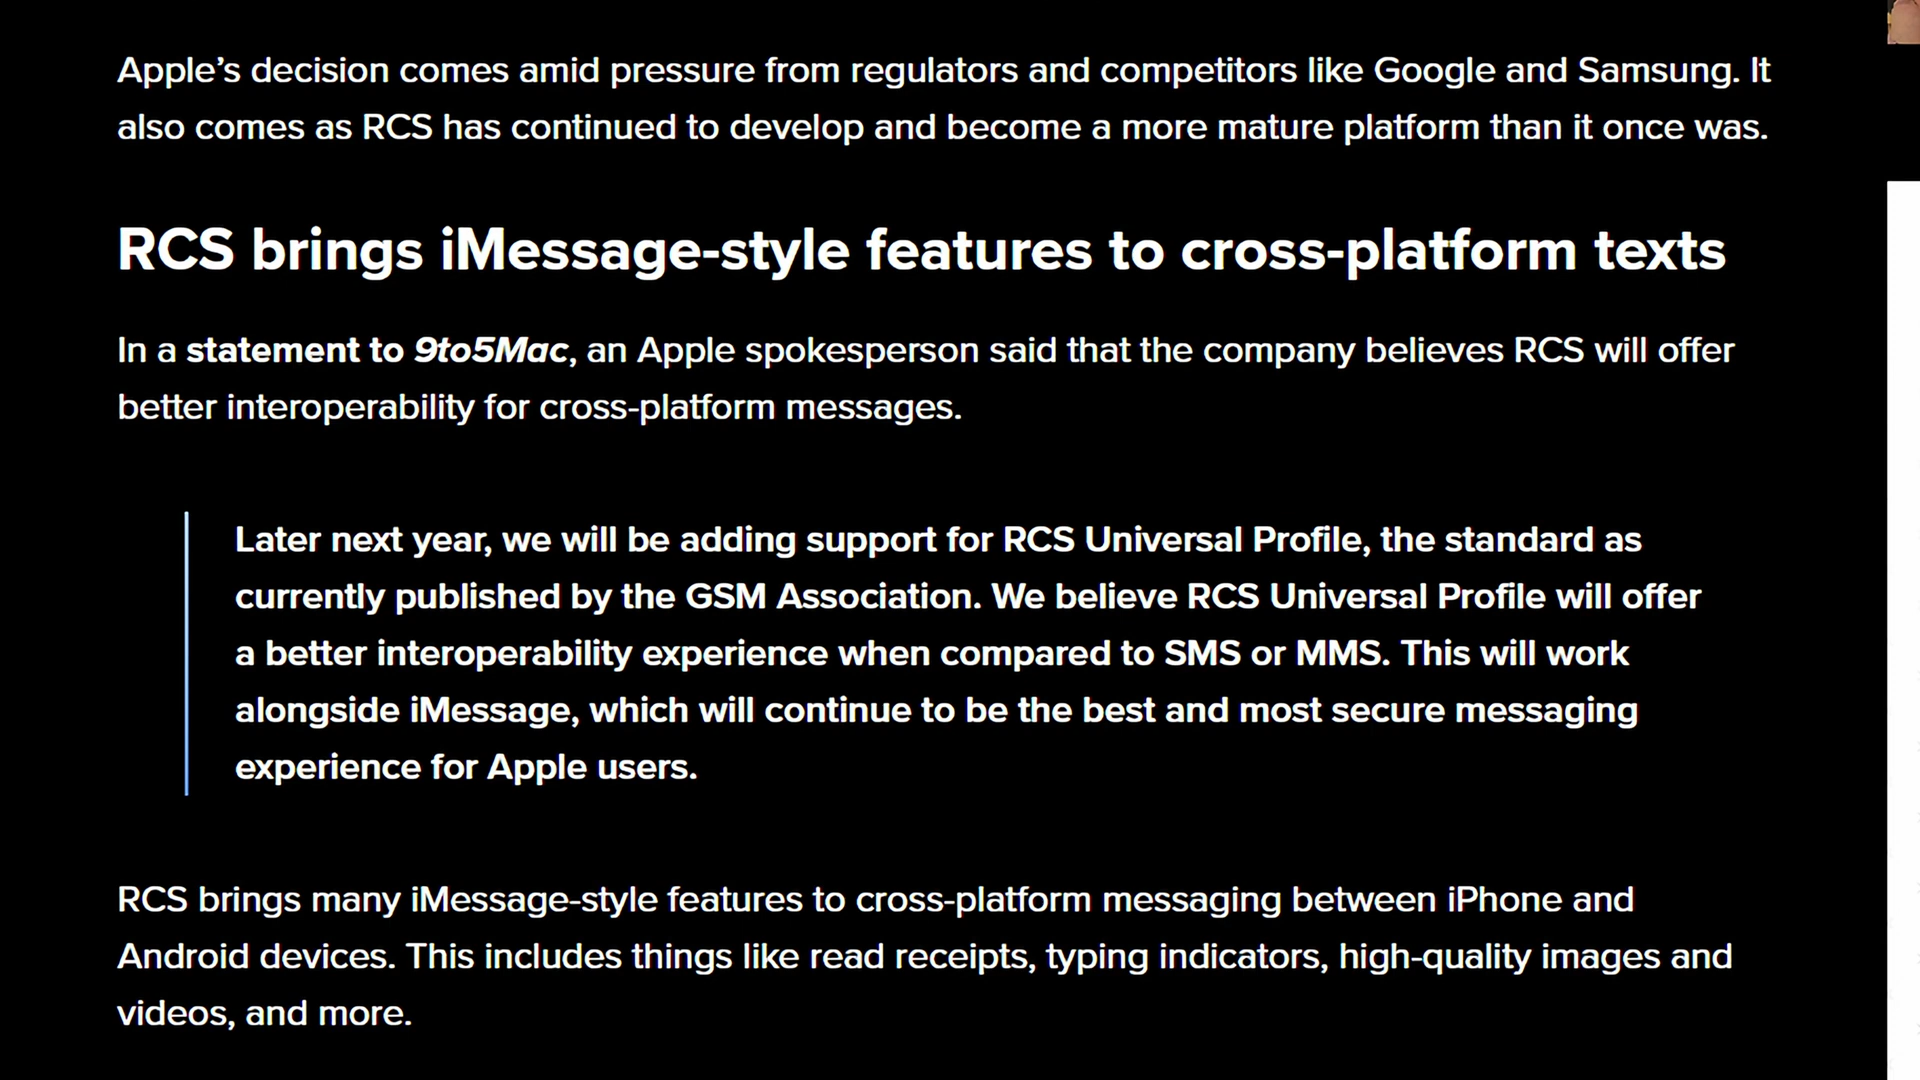 Apple’s decision comes amid pressure from regulators and competitors like Google and Samsung. It
also comes as RCS has continued to develop and become a more mature platform than it once was.
RCS brings iMessage-style features to cross-platform texts
In a statement to 9to5Mac, an Apple spokesperson said that the company believes RCS will offer
better interoperability for cross-platform messages.
Later next year, we will be adding support for RCS Universal Profile, the standard as
currently published by the GSM Association. We believe RCS Universal Profile will offer
a better interoperability experience when compared to SMS or MMS. This will work
alongside iMessage, which will continue to be the best and most secure messaging
experience for Apple users.
RCS brings many iMessage-style features to cross-platform messaging between iPhone and
Android devices. This includes things like read receipts, typing indicators, high-quality images and
videos, and more.